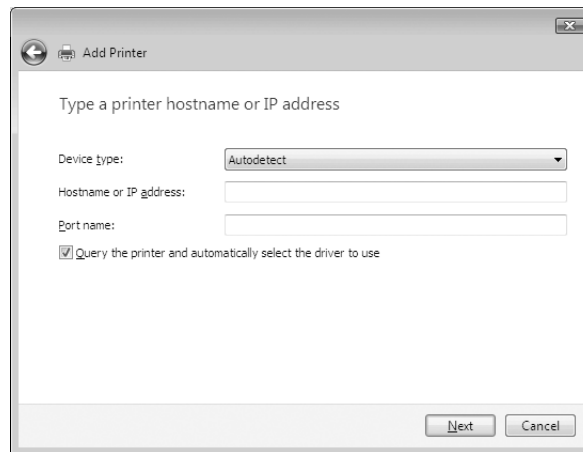 Add Printer
Type a printer hostname or IP address
Device type: Autodetect
Hostname or IP address:
Port name:
Query the printer and automatically select the driver to use
Next Cancel